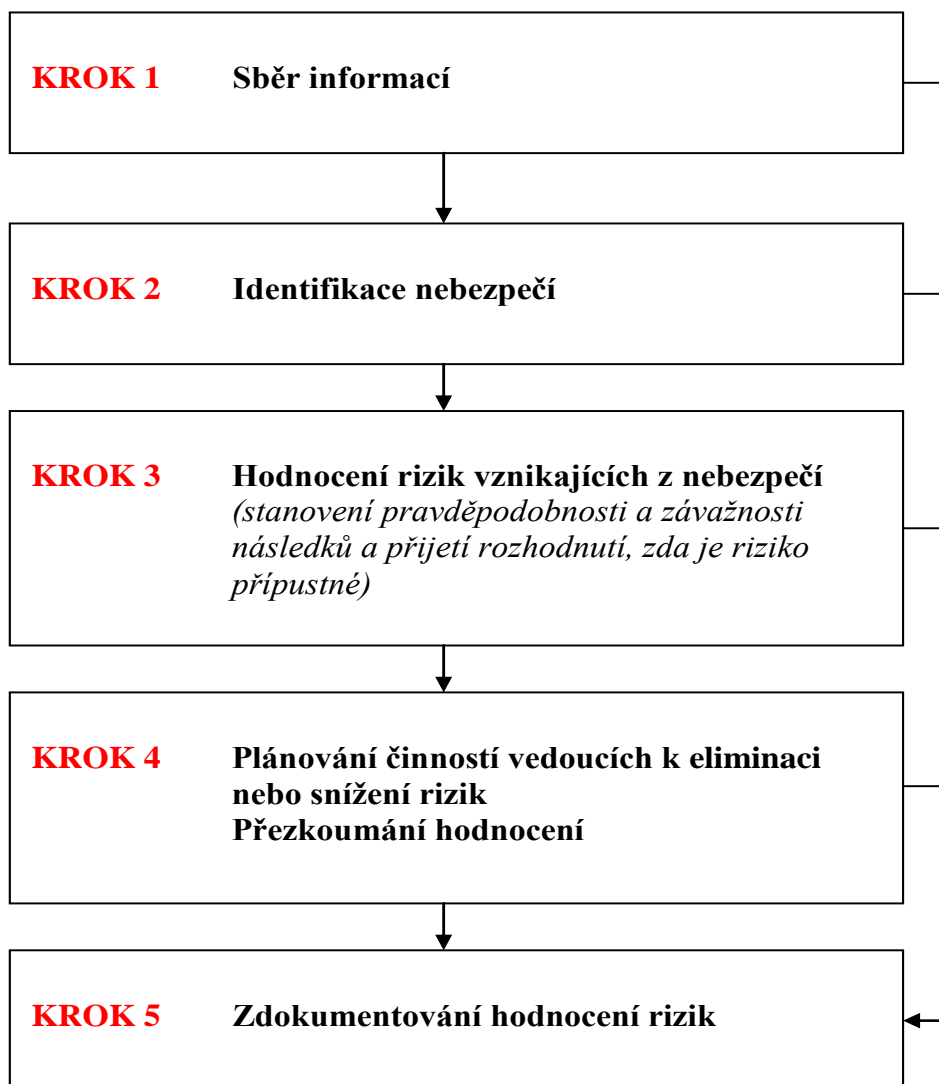 KROK 1 Sběr informací
KROK 2 Identifikace nebezpečí
KROK 3 Hodnocení rizik vznikajících z nebezpečí
(stanovení pravděpodobnosti a závažnosti
následků a přijetí rozhodnutí, zda je riziko
přípustné)
KROK 4 Plánování činností vedoucích k eliminaci
nebo snížení rizik
Přezkoumání hodnocení
KROK 5 Zdokumentování hodnocení rizik